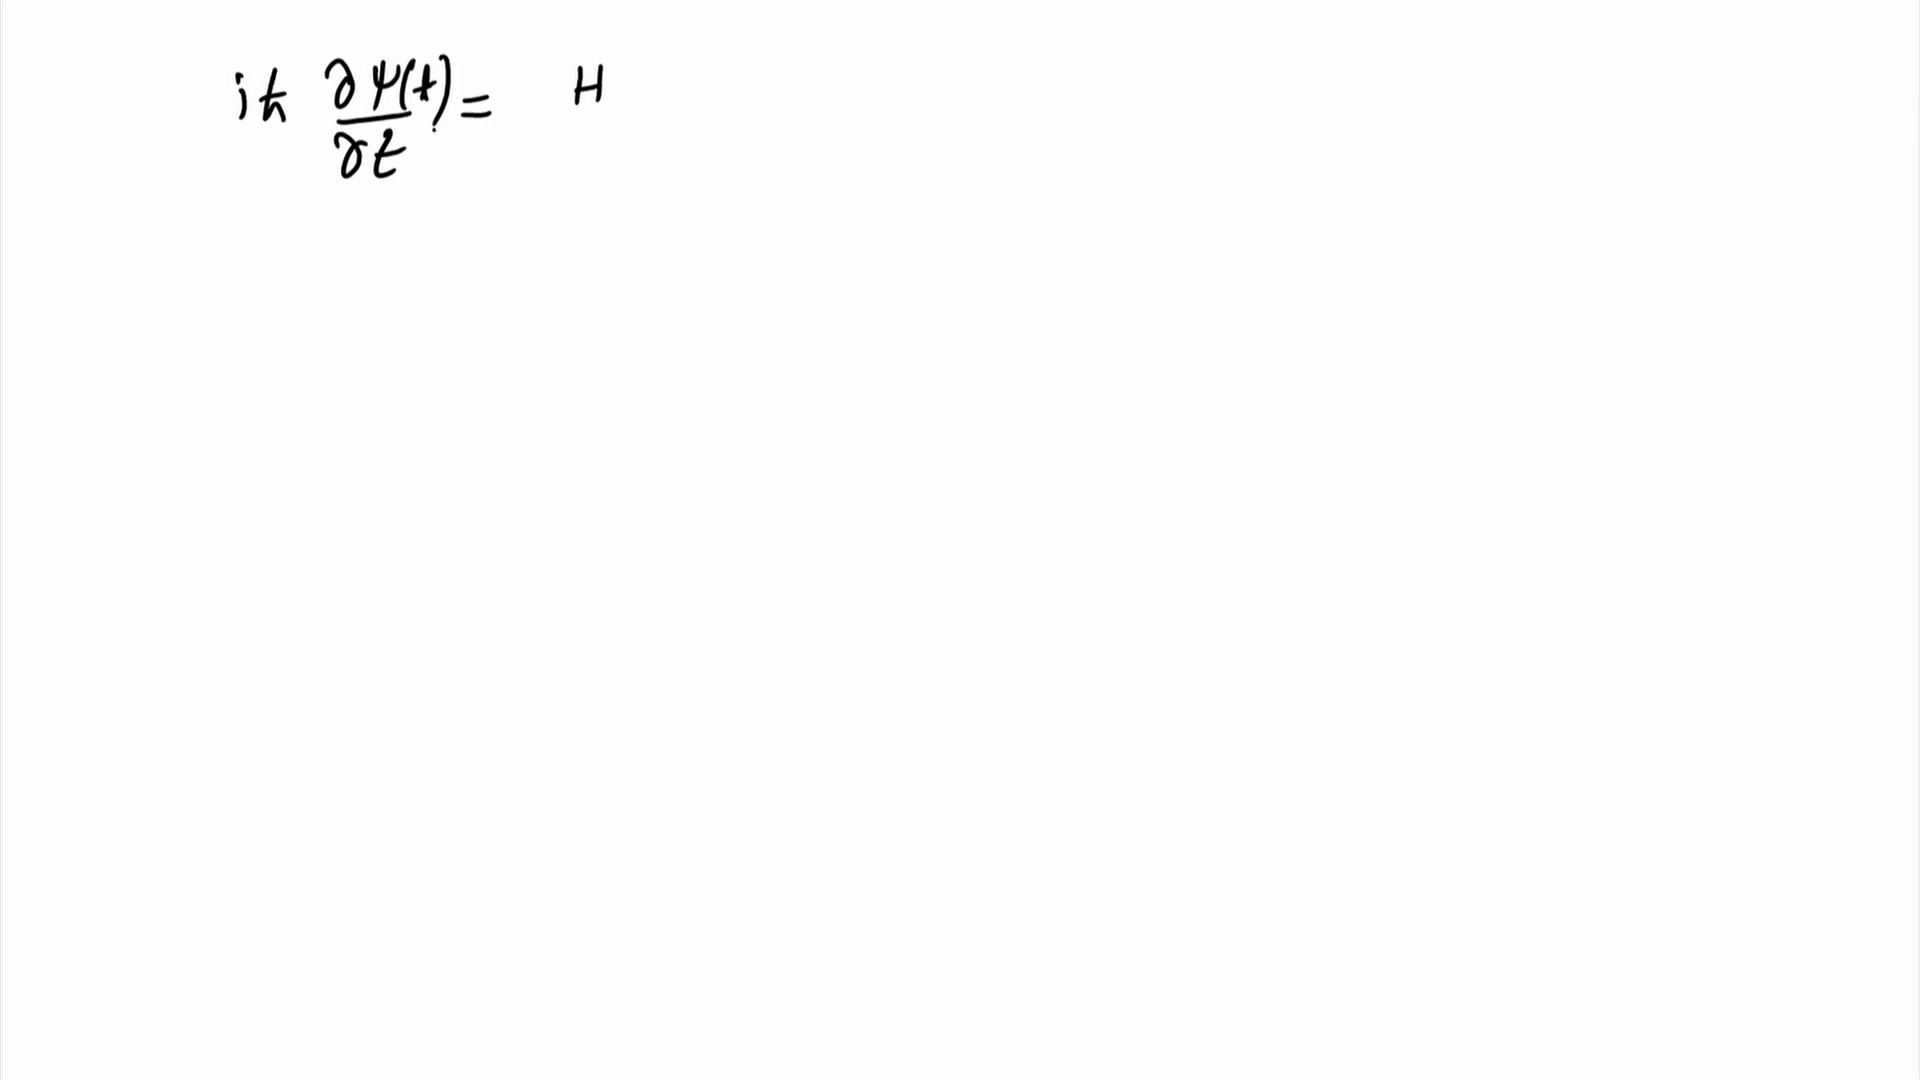 iħ ∂ψ(t)/∂t = H